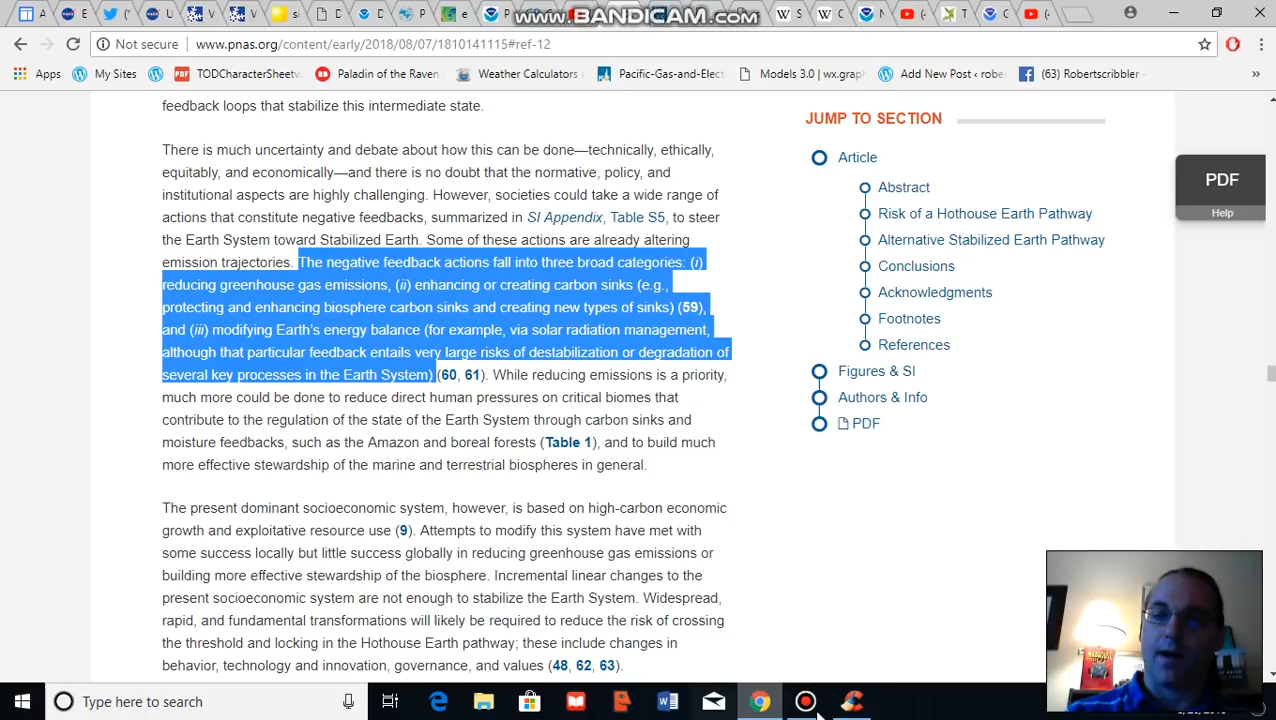 www.BANDICAM.com
Not secure
www.pnas.org/content/early/2018/08/07/1810141115#ref-12
Apps
My Sites
TODCharacterSheetv
Paladin of the Raven
Weather Calculators
Pacific-Gas-and-Elect
Models 3.0 | wx.grap
Add New Post ‹ robe
(63) Robertscribbler -
»
feedback loops that stabilize this intermediate state.
There is much uncertainty and debate about how this can be done—technically, ethically,
equitably, and economically—and there is no doubt that the normative, policy, and
institutional aspects are highly challenging. However, societies could take a wide range of
actions that constitute negative feedbacks, summarized in SI Appendix, Table S5, to steer
the Earth System toward Stabilized Earth. Some of these actions are already altering
emission trajectories. The negative feedback actions fall into three broad categories: (i)
reducing greenhouse gas emissions, (ii) enhancing or creating carbon sinks (e.g.,
protecting and enhancing biosphere carbon sinks and creating new types of sinks) (59),
and (iii) modifying Earth's energy balance (for example, via solar radiation management,
although that particular feedback entails very large risks of destabilization or degradation of
several key processes in the Earth System) (60, 61). While reducing emissions is a priority,
much more could be done to reduce direct human pressures on critical biomes that
contribute to the regulation of the state of the Earth System through carbon sinks and
moisture feedbacks, such as the Amazon and boreal forests (Table 1), and to build much
more effective stewardship of the marine and terrestrial biospheres in general.
The present dominant socioeconomic system, however, is based on high-carbon economic
growth and exploitative resource use (9). Attempts to modify this system have met with
some success locally but little success globally in reducing greenhouse gas emissions or
building more effective stewardship of the biosphere. Incremental linear changes to the
present socioeconomic system are not enough to stabilize the Earth System. Widespread,
rapid, and fundamental transformations will likely be required to reduce the risk of crossing
the threshold and locking in the Hothouse Earth pathway; these include changes in
behavior, technology and innovation, governance, and values (48, 62, 63).
JUMP TO SECTION
Article
Abstract
Risk of a Hothouse Earth Pathway
Alternative Stabilized Earth Pathway
Conclusions
Acknowledgments
Footnotes
References
Figures & SI
Authors & Info
PDF
PDF
Help
Type here to search